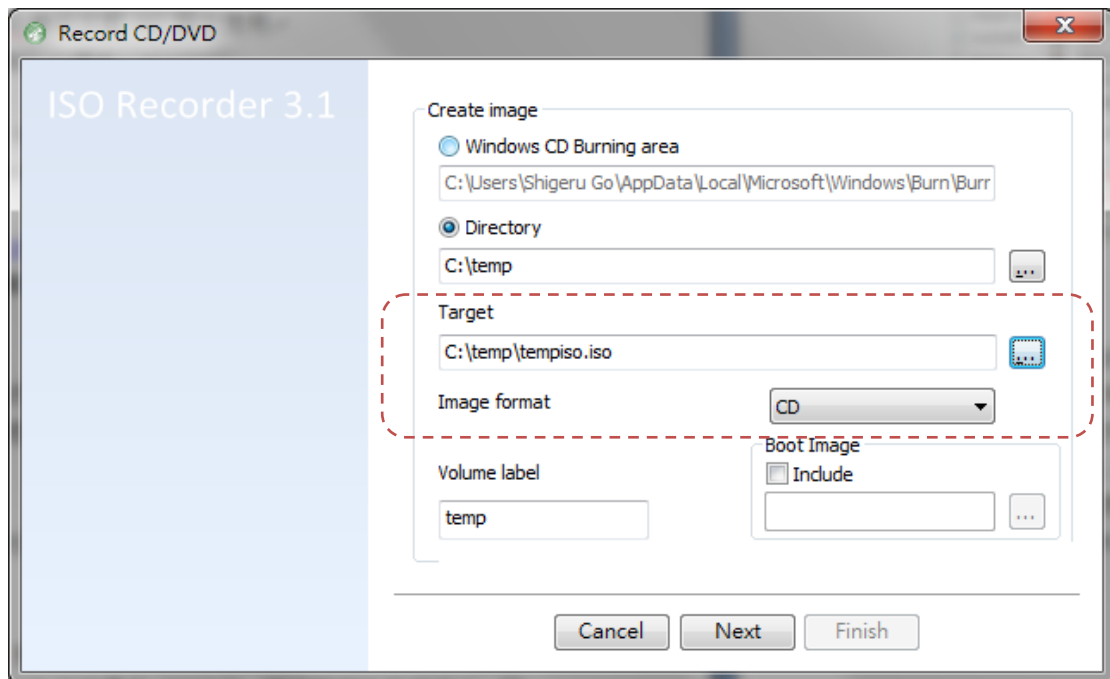 Record CD/DVD
ISO Recorder 3.1
Create image
Windows CD Burning area
C:\Users\Shigeru Go\AppData\Local\Microsoft\Windows\Burn\Burr
Directory
C:\temp
...
Target
C:\temp\tempiso.iso
...
Image format
CD
Boot Image
Volume label
Include
temp
...
Cancel
Next
Finish